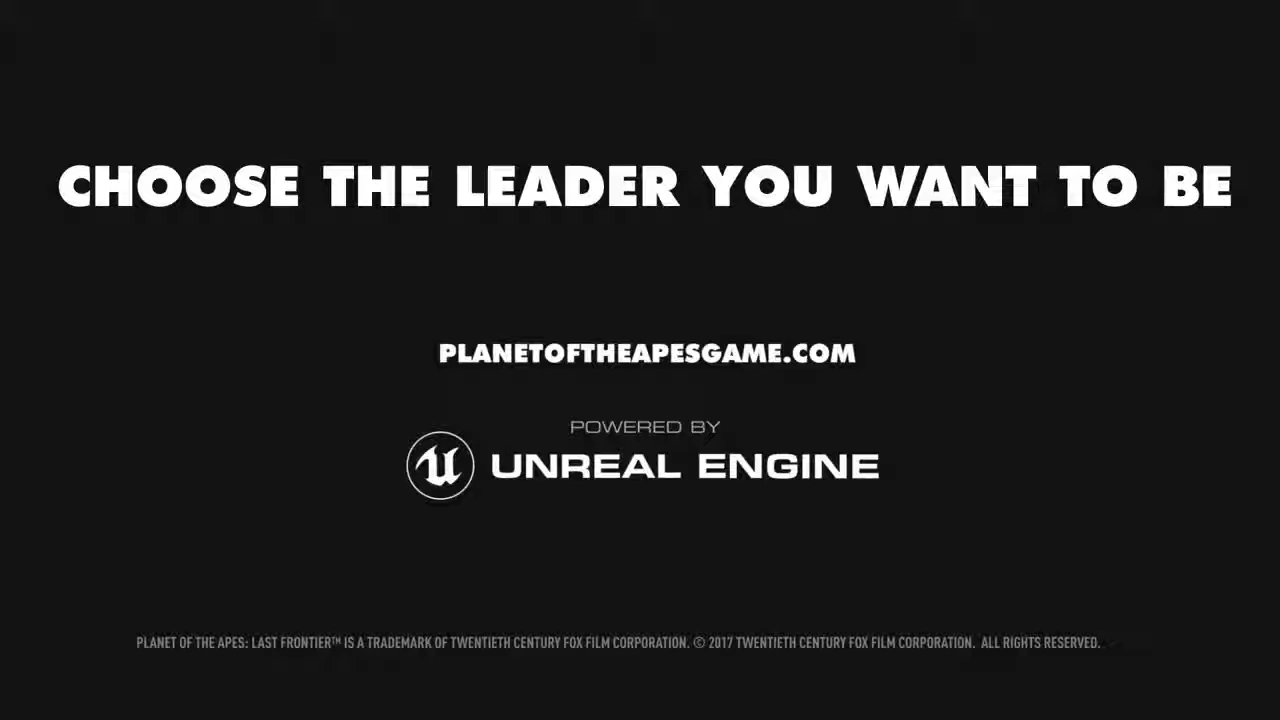 CHOOSE THE LEADER YOU WANT TO BE
PLANETOFTHEAPESGAME.COM
POWERED BY
UNREAL ENGINE
PLANET OF THE APES: LAST FRONTIER™ IS A TRADEMARK OF TWENTIETH CENTURY FOX FILM CORPORATION. © 2017 TWENTIETH CENTURY FOX FILM CORPORATION. ALL RIGHTS RESERVED.